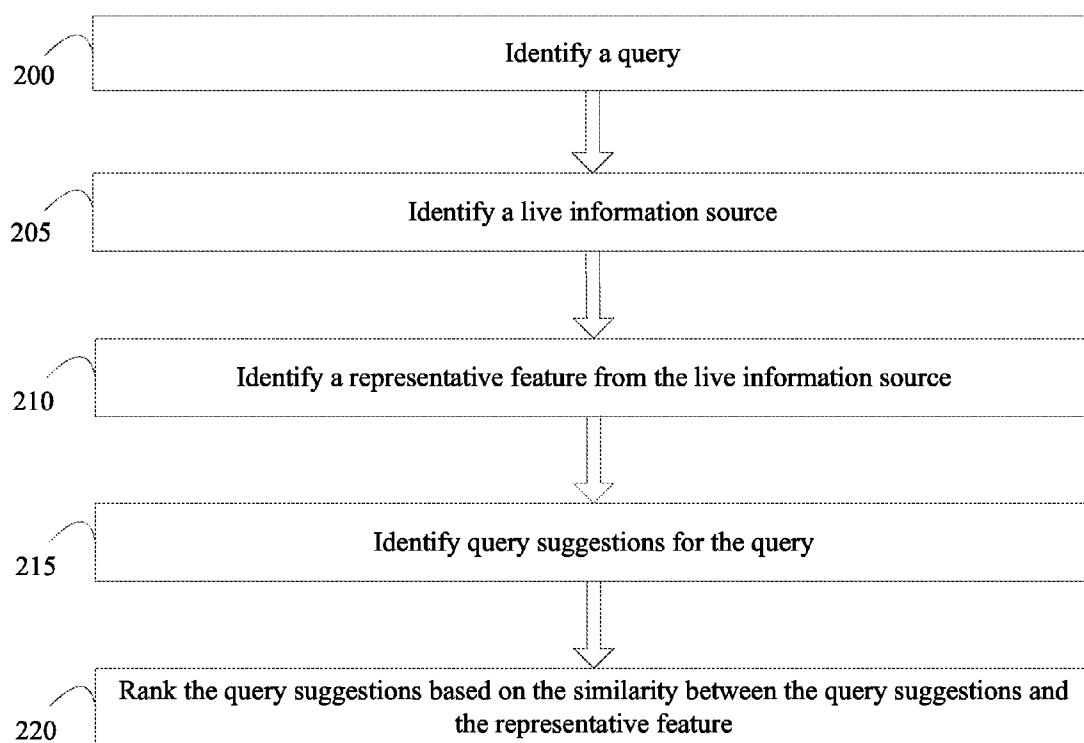 Identify a query
200
Identify a live information source
205
Identify a representative feature from the live information source
210
Identify query suggestions for the query
215
Rank the query suggestions based on the similarity between the query suggestions and
the representative feature
220